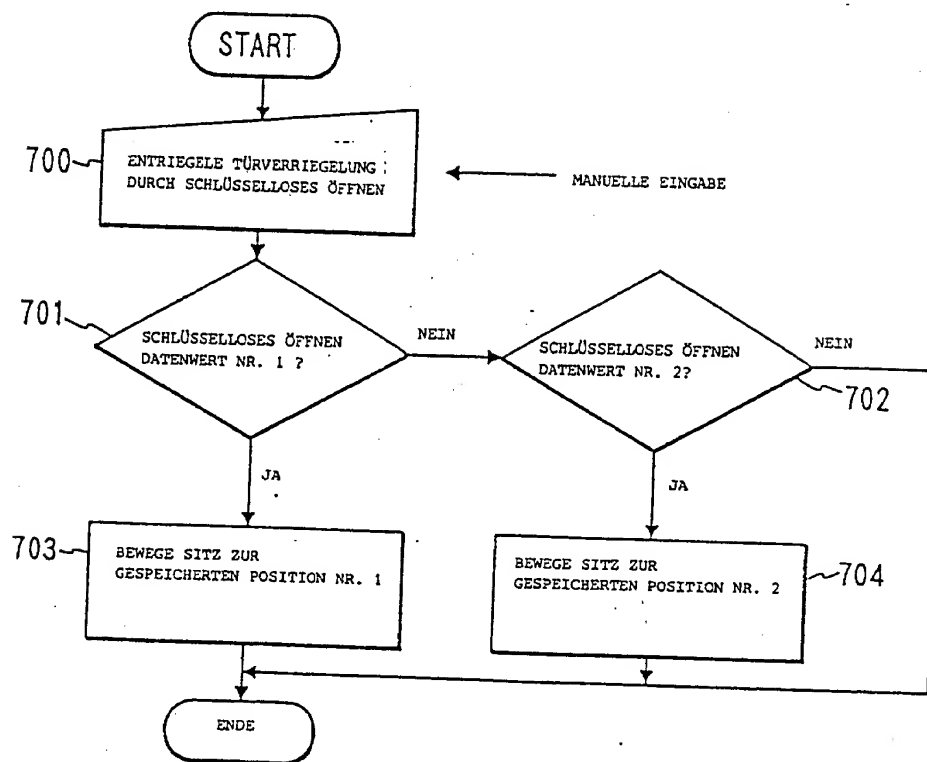 START
700
ENTRIEGELE TÜRVERRIEGELUNG
DURCH SCHLÜSSELLOSES ÖFFNEN
MANUELLE EINGABE
701
SCHLÜSSELLOSES ÖFFNEN
DATENWERT NR. 1 ?
NEIN
SCHLÜSSELLOSES ÖFFNEN
DATENWERT NR. 2?
NEIN
702
JA
JA
703
BEWEGE SITZ ZUR
GESPEICHERTEN POSITION NR. 1
BEWEGE SITZ ZUR
GESPEICHERTEN POSITION NR. 2
704
ENDE